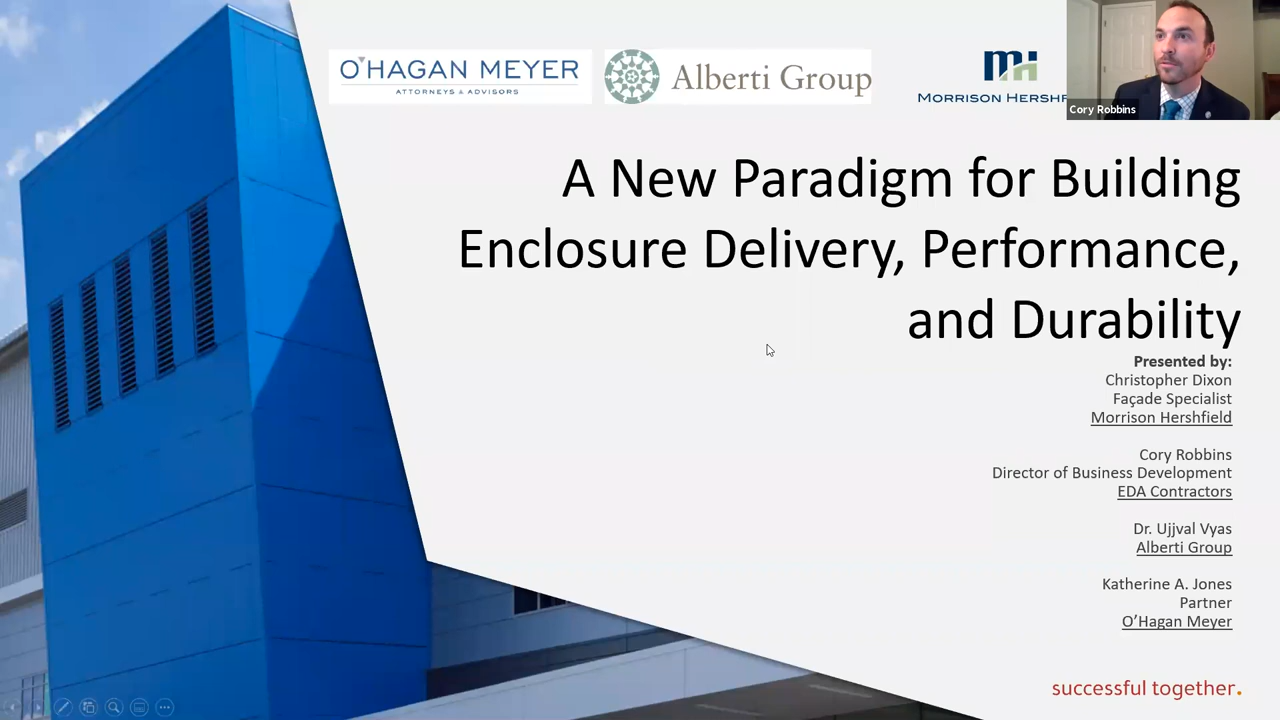 O'HAGAN MEYER
ATTORNEYS & ADVISORS
Alberti Group
MORRISON HERSHF
Cory Robbins
A New Paradigm for Building
Enclosure Delivery, Performance,
and Durability
Presented by:
Christopher Dixon
Façade Specialist
Morrison Hershfield
Cory Robbins
Director of Business Development
EDA Contractors
Dr. Ujjval Vyas
Alberti Group
Katherine A. Jones
Partner
O’Hagan Meyer
successful together.